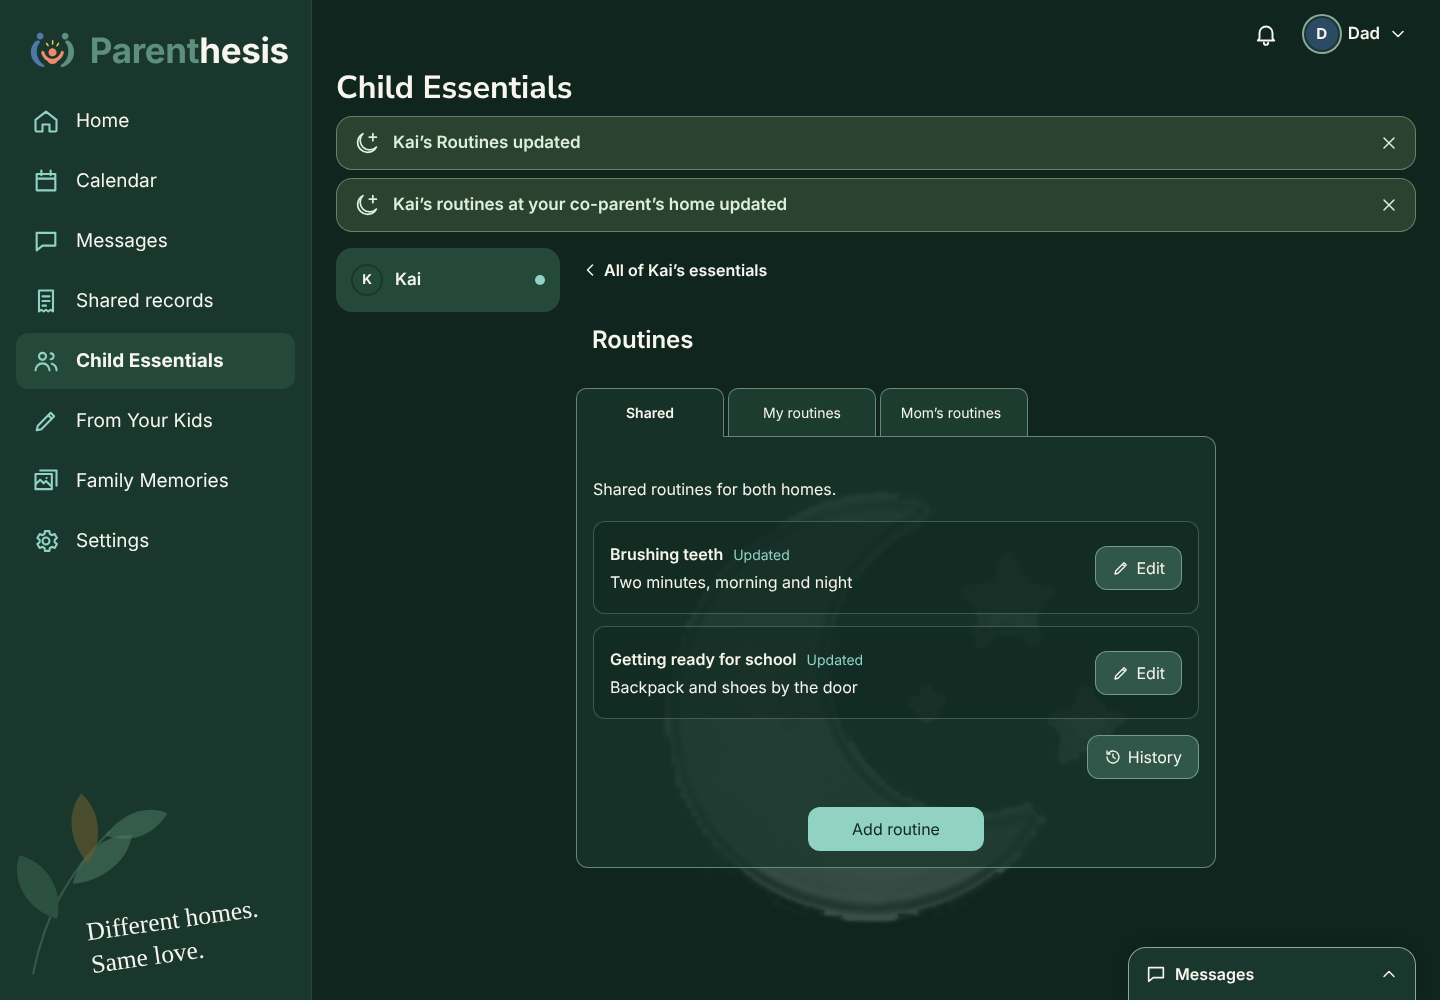 Parenthesis
D
Dad
Home
Calendar
Messages
Shared records
Child Essentials
From Your Kids
Family Memories
Settings
Different homes.
Same love.
Child Essentials
Kai’s Routines updated
Kai’s routines at your co-parent’s home updated
K
Kai
All of Kai’s essentials
Routines
Shared
My routines
Mom’s routines
Shared routines for both homes.
Brushing teeth Updated
Two minutes, morning and night
Edit
Getting ready for school Updated
Backpack and shoes by the door
Edit
History
Add routine
Messages